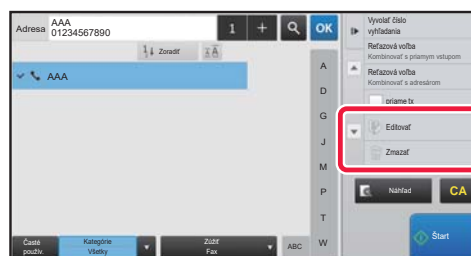 Adresa
AAA
01234567890
1
+
OK
Zoradiť
AAA
A
D
G
J
M
P
T
W
Časté
použív.
Kategórie
Všetky
Zúžiť
Fax
ABC
Vyvolať číslo
vyhľadania
Reťazová voľba
Kombinovať s priamym vstupom
Reťazová voľba
Kombinovať s adresárom
priame tx
Editovať
Zmazať
Náhľad
CA
Štart